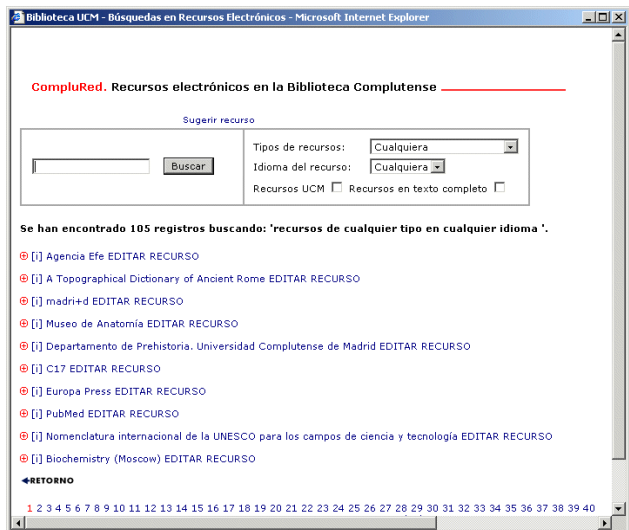 Biblioteca UCM - Búsquedas en Recursos Electrónicos - Microsoft Internet Explorer
CompluRed. Recursos electrónicos en la Biblioteca Complutense
Sugerir recurso
Buscar
Tipos de recursos: Cualquiera
Idioma del recurso: Cualquiera
Recursos UCM Recursos en texto completo
Se han encontrado 105 registros buscando: 'recursos de cualquier tipo en cualquier idioma '.
[i] Agencia Efe EDITAR RECURSO
[i] A Topographical Dictionary of Ancient Rome EDITAR RECURSO
[i] madri+d EDITAR RECURSO
[i] Museo de Anatomía EDITAR RECURSO
[i] Departamento de Prehistoria. Universidad Complutense de Madrid EDITAR RECURSO
[i] C17 EDITAR RECURSO
[i] Europa Press EDITAR RECURSO
[i] PubMed EDITAR RECURSO
[i] Nomenclatura internacional de la UNESCO para los campos de ciencia y tecnología EDITAR RECURSO
[i] Biochemistry (Moscow) EDITAR RECURSO
RETORNO
1 2 3 4 5 6 7 8 9 10 11 12 13 14 15 16 17 18 19 20 21 22 23 24 25 26 27 28 29 30 31 32 33 34 35 36 37 38 39 40